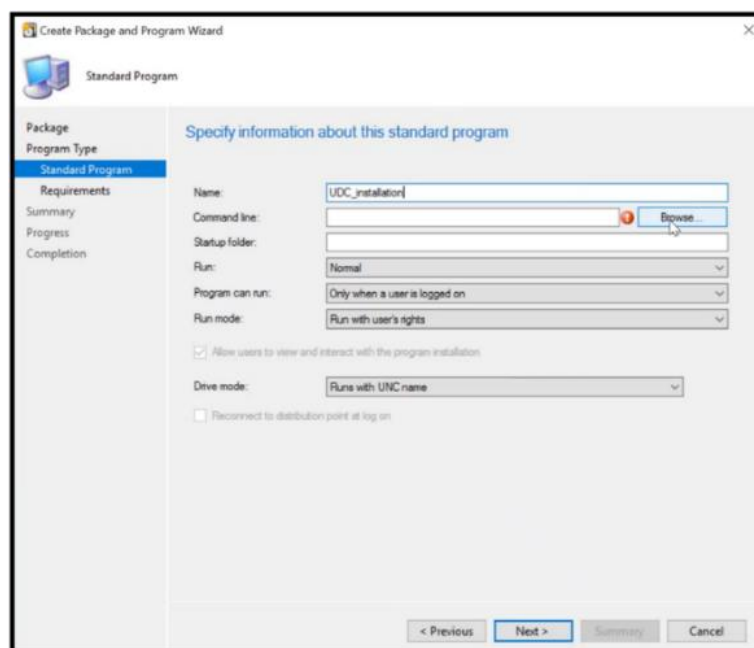 Create Package and Program Wizard
Standard Program
Package
Program Type
Standard Program
Requirements
Summary
Progress
Completion
Specify information about this standard program
Name: UDC_installation
Command line: Browse...
Startup folder:
Run: Normal
Program can run: Only when a user is logged on
Run mode: Run with user's rights
Allow users to view and interact with the program installation
Drive mode: Runs with UNC name
Reconnect to distribution point at log on
< Previous Next > Summary Cancel